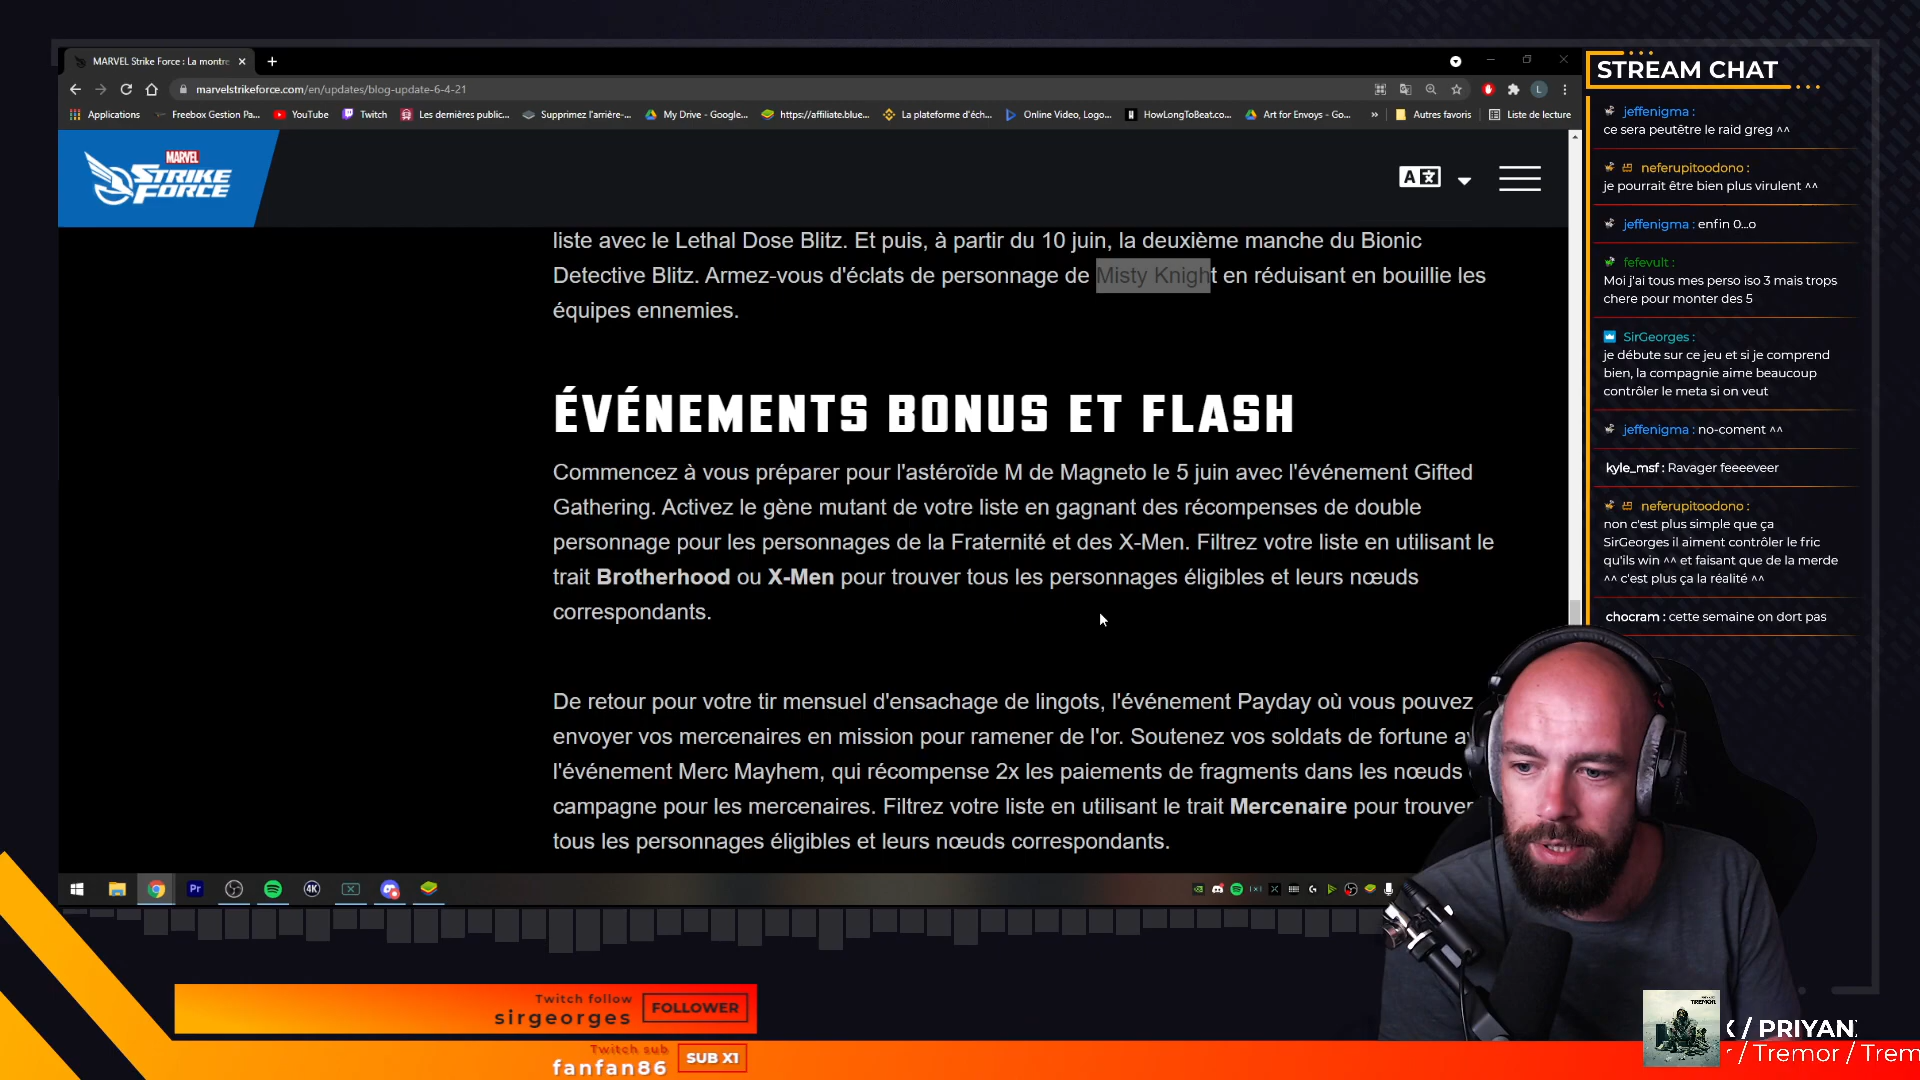 MARVEL Strike Force : La montre
marvelstrikeforce.com/en/updates/blog-update-6-4-21
L
Applications
Freebox Gestion Pa...
YouTube
Twitch
Les dernières public...
Supprimez l'arrière-...
My Drive - Google...
https://affiliate.blue...
La plateforme d'éch...
Online Video, Logo...
HowLongToBeat.co...
Art for Envoys - Go...
»
Autres favoris
Liste de lecture
MARVEL
STRIKE
FORCE
A
liste avec le Lethal Dose Blitz. Et puis, à partir du 10 juin, la deuxième manche du Bionic
Detective Blitz. Armez-vous d'éclats de personnage de Misty Knight en réduisant en bouillie les
équipes ennemies.
ÉVÉNEMENTS BONUS ET FLASH
Commencez à vous préparer pour l'astéroïde M de Magneto le 5 juin avec l'événement Gifted
Gathering. Activez le gène mutant de votre liste en gagnant des récompenses de double
personnage pour les personnages de la Fraternité et des X-Men. Filtrez votre liste en utilisant le
trait Brotherhood ou X-Men pour trouver tous les personnages éligibles et leurs nœuds
correspondants.
De retour pour votre tir mensuel d'ensachage de lingots, l'événement Payday où vous pouvez
envoyer vos mercenaires en mission pour ramener de l'or. Soutenez vos soldats de fortune
l'événement Merc Mayhem, qui récompense 2x les paiements de fragments dans les nœuds
campagne pour les mercenaires. Filtrez votre liste en utilisant le trait Mercenaire pour trouver
tous les personnages éligibles et leurs nœuds correspondants.
Pr
4K
STREAM CHAT
jeffenigma :
ce sera peutêtre le raid greg ^^
neferupitoodono :
je pourrait être bien plus virulent ^^
jeffenigma : enfin 0...o
fefevult :
Moi j'ai tous mes perso iso 3 mais trops
chere pour monter des 5
SirGeorges :
je débute sur ce jeu et si je comprend
bien, la compagnie aime beaucoup
contrôler le meta si on veut
jeffenigma : no-coment ^^
kyle_msf : Ravager feeeeveer
neferupitoodono :
non c'est plus simple que ça
SirGeorges il aiment contrôler le fric
qu'ils win ^^ et faisant que de la merde
^^ c'est plus ça la réalité ^^
chocram : cette semaine on dort pas
Twitch follow
sirgeorges
FOLLOWER
Twitch sub
fanfan86
SUB X1
TREMOR
/ PRIYAN
/ Tremor / Trem